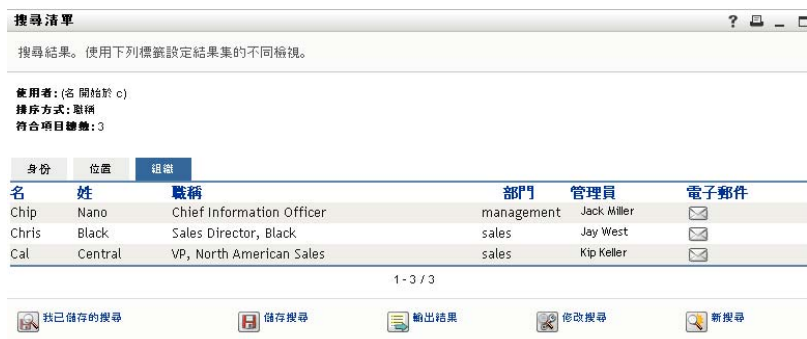 搜尋清單 ?
搜尋結果。使用下列標籤設定結果集的不同檢視。
使用者: (名 開始於 c)
排序方式: 職稱
符合項目總數: 3
身份 位置 組織
名 姓 職稱 部門 管理員 電子郵件
Chip Nano Chief Information Officer management Jack Miller
Chris Black Sales Director, Black sales Jay West
Cal Central VP, North American Sales sales Kip Keller
1 - 3 / 3
我已儲存的搜尋 儲存搜尋 輸出結果 修改搜尋 新搜尋